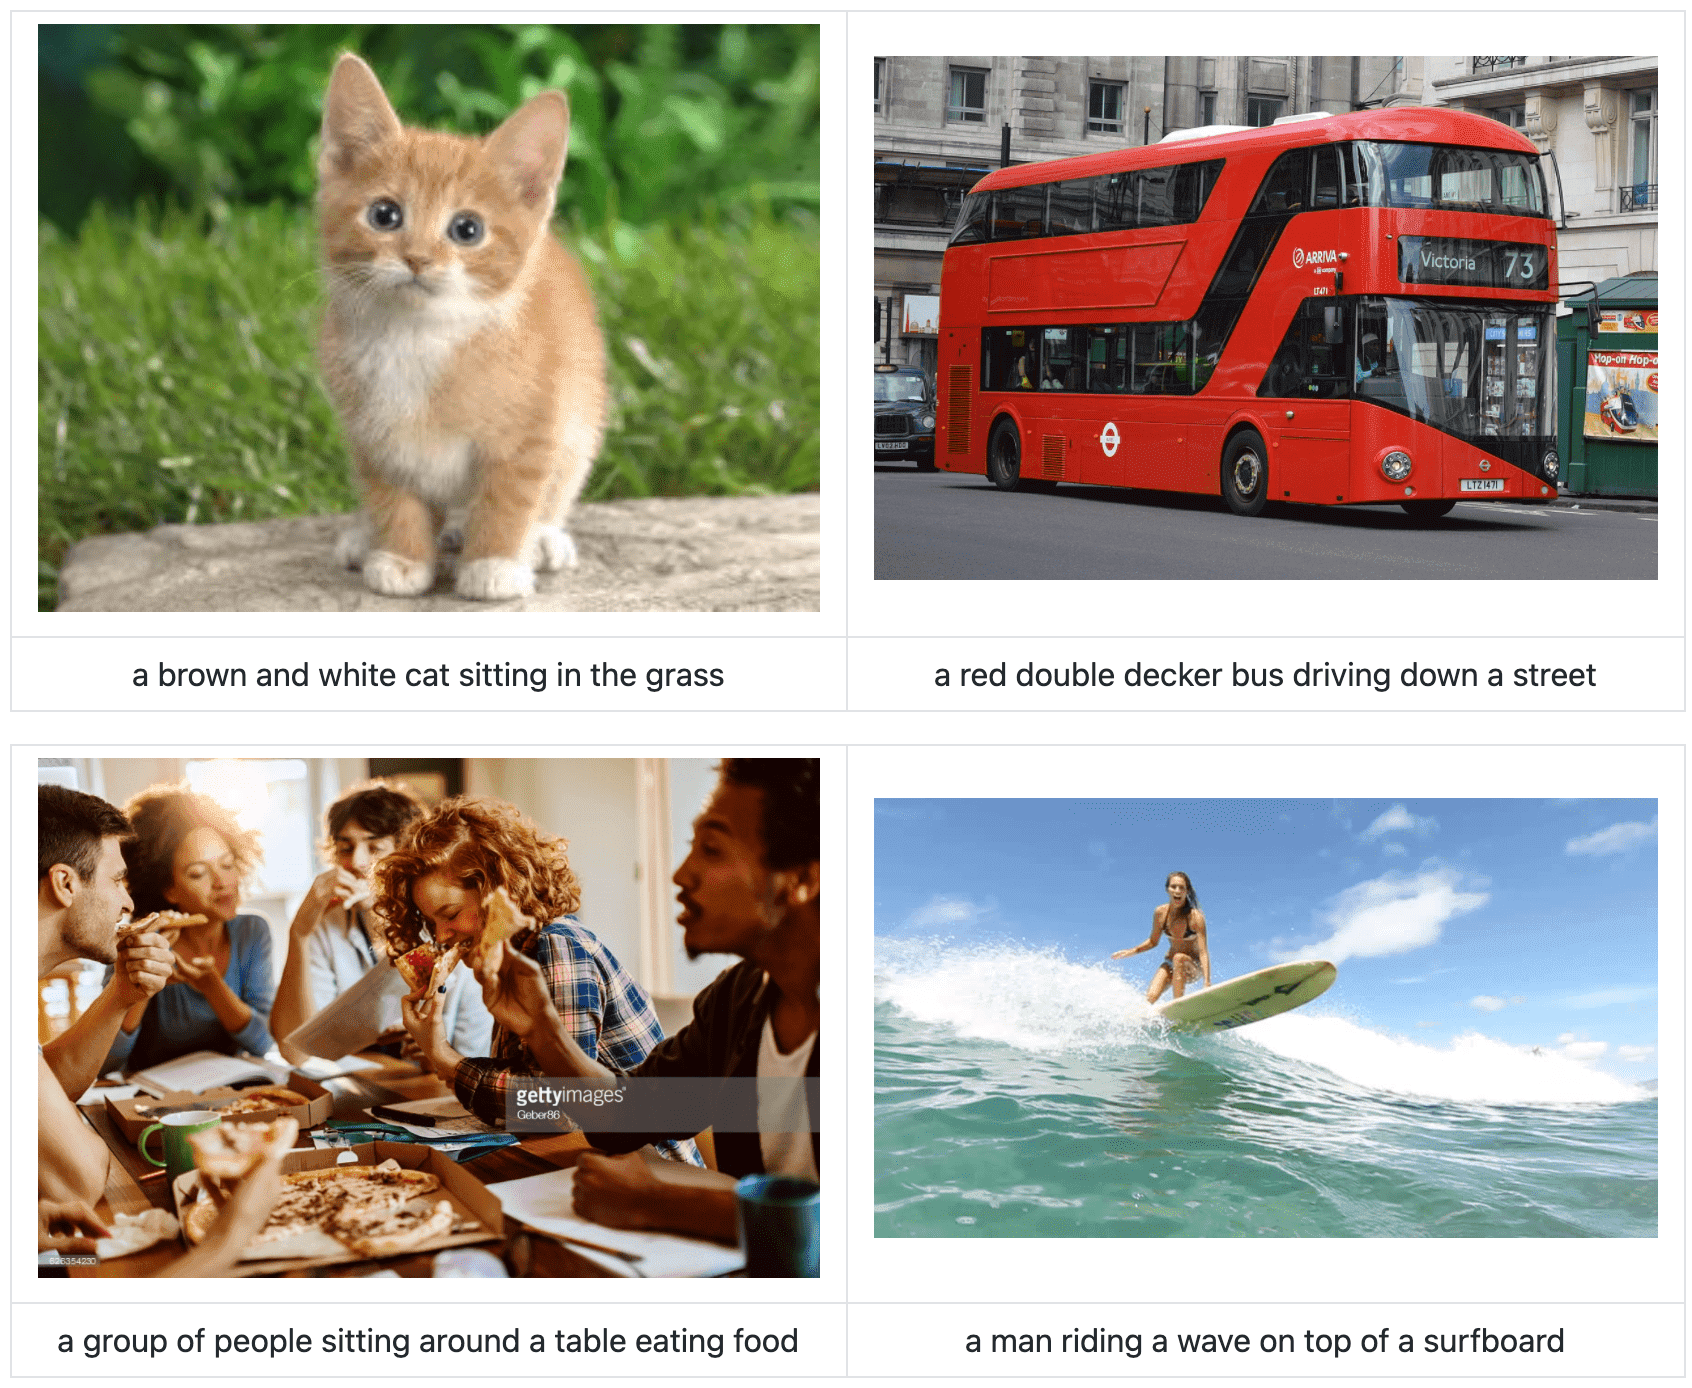 ARRIVA
LT471
Victoria 73
LTZ 1471
Hop-on Hop-o
a brown and white cat sitting in the grass
a red double decker bus driving down a street
gettyimages®
Geber86
a group of people sitting around a table eating food
a man riding a wave on top of a surfboard